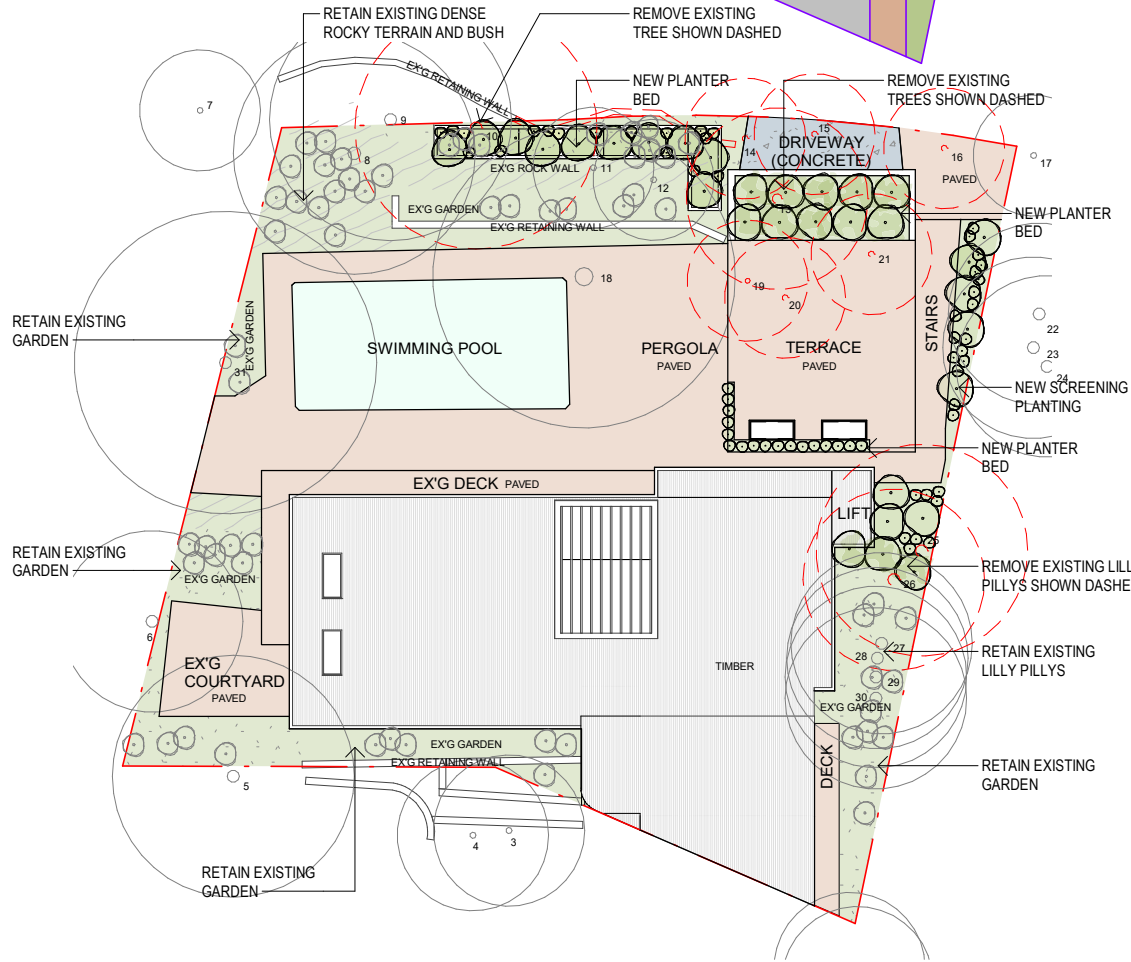 RETAIN EXISTING DENSE
ROCKY TERRAIN AND BUSH
REMOVE EXISTING
TREE SHOWN DASHED
NEW PLANTER
BED
REMOVE EXISTING
TREES SHOWN DASHED
EX'G RETAINING WALL
7
9
8
10
11
12
14
15
16
17
DRIVEWAY
(CONCRETE)
PAVED
EX'G ROCK WALL
EX'G GARDEN
EX'G RETAINING WALL
13
NEW PLANTER
BED
18
19
20
21
22
23
24
RETAIN EXISTING
GARDEN
EX'G GARDEN
31
SWIMMING POOL
PERGOLA
PAVED
TERRACE
PAVED
STAIRS
NEW SCREENING
PLANTING
NEW PLANTER
BED
EX'G DECK PAVED
LIFT
25
26
REMOVE EXISTING LILL
PILLYS SHOWN DASHE
RETAIN EXISTING
GARDEN
EX'G GARDEN
6
EX'G
COURTYARD
PAVED
TIMBER
27
28
29
30
EX'G GARDEN
RETAIN EXISTING
LILLY PILLYS
EX'G GARDEN
EX'G RETAINING WALL
5
DECK
RETAIN EXISTING
GARDEN
4
3
RETAIN EXISTING
GARDEN